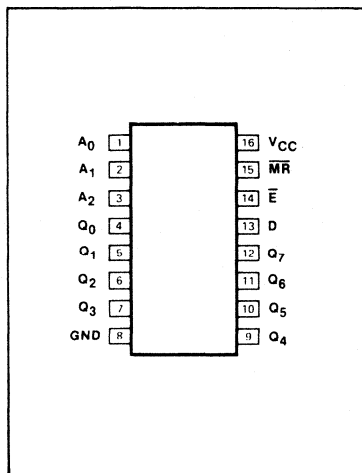 A0 1 16 VCC
A1 2 15 M̅R̅
A2 3 14 E̅
Q0 4 13 D
Q1 5 12 Q7
Q2 6 11 Q6
Q3 7 10 Q5
GND 8 9 Q4